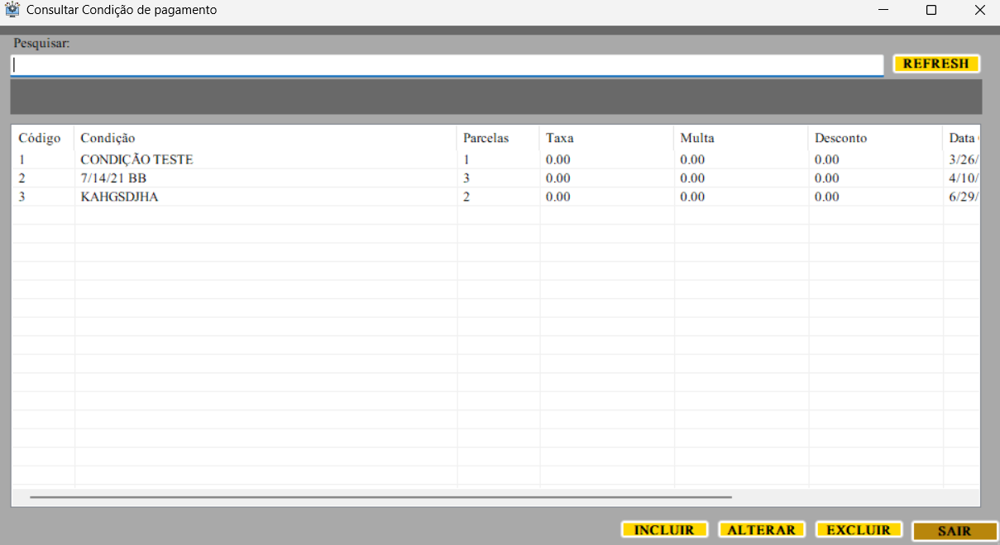 Consultar Condição de pagamento
Pesquisar:
REFRESH
Código Condição Parcelas Taxa Multa Desconto Data
1 CONDIÇÃO TESTE 1 0.00 0.00 0.00 3/26/
2 7/14/21 BB 3 0.00 0.00 0.00 4/10/
3 KAHGSDJHA 2 0.00 0.00 0.00 6/29/
INCLUIR ALTERAR EXCLUIR SAIR